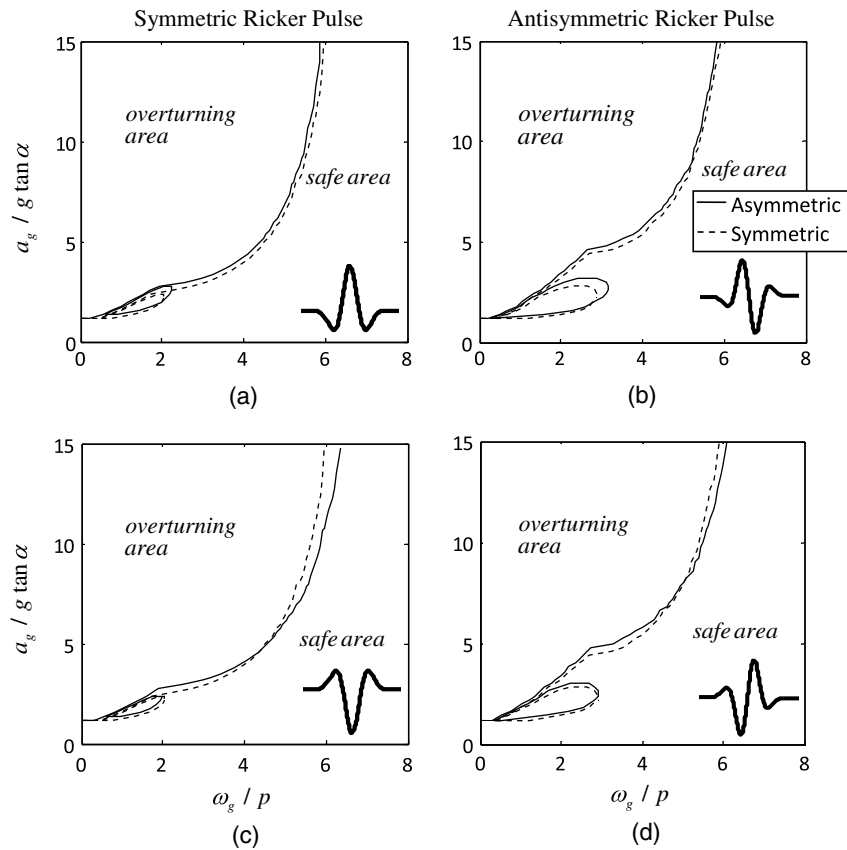 Symmetric Ricker Pulse
Antisymmetric Ricker Pulse
15
10
5
0
0 2 4 6 8
a_g / g tan α
overturning
area
safe area
(a)
15
10
5
0
0 2 4 6 8
overturning
area
safe area
Asymmetric
Symmetric
(b)
15
10
5
0
0 2 4 6 8
a_g / g tan α
overturning
area
safe area
ω_g / p
(c)
15
10
5
0
0 2 4 6 8
overturning
area
safe area
ω_g / p
(d)